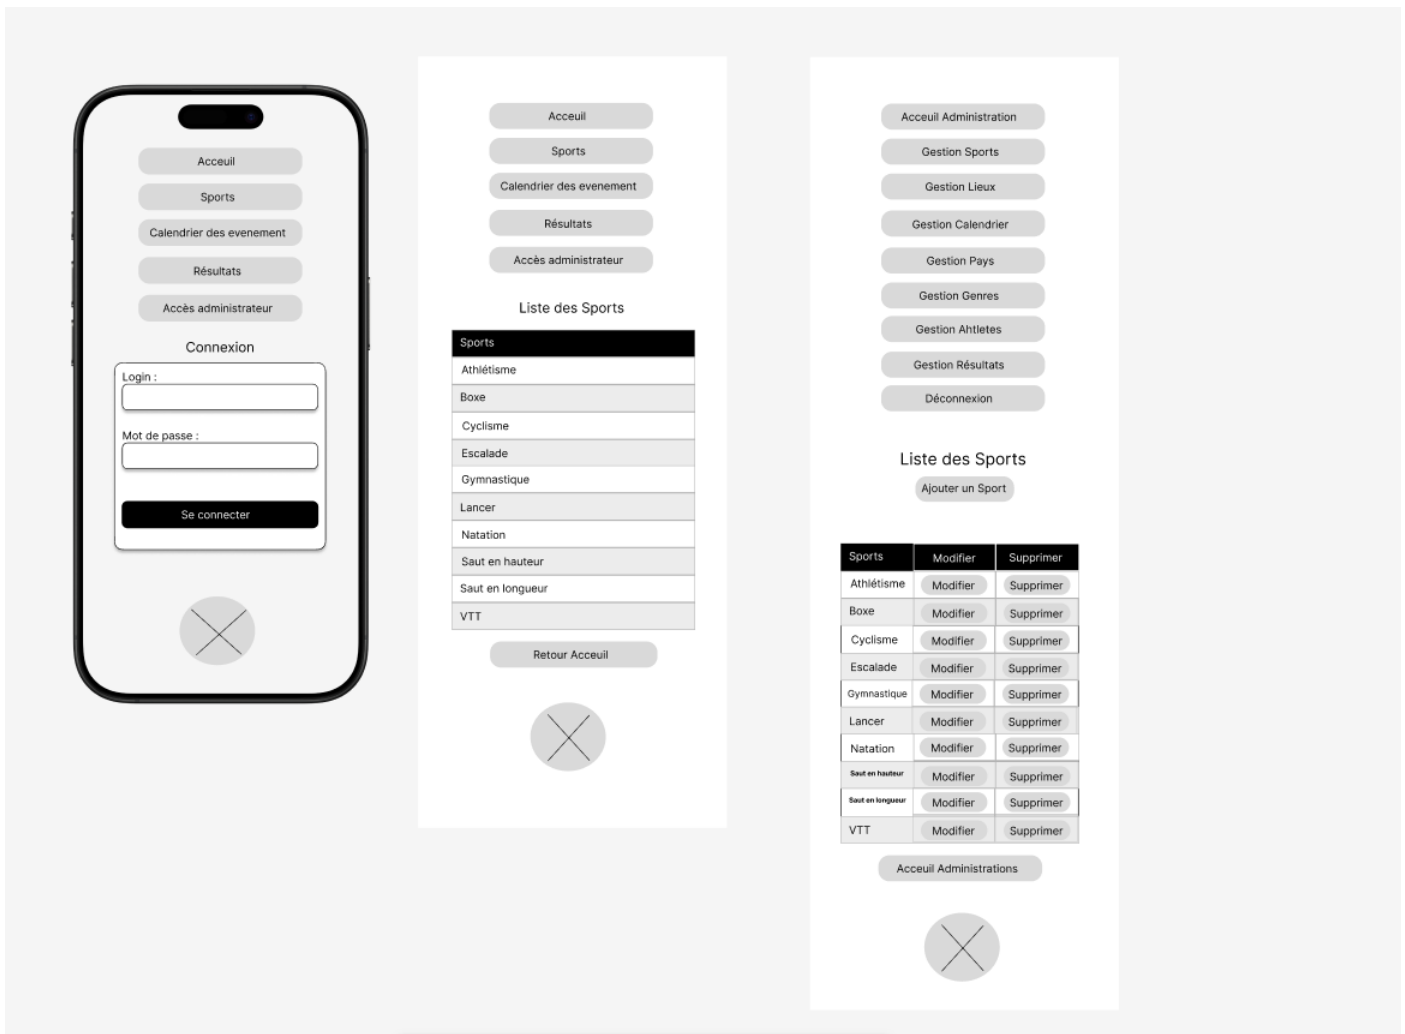 Acceuil
Sports
Calendrier des evenement
Résultats
Accès administrateur
Connexion
Login :
Mot de passe :
Se connecter
Acceuil
Sports
Calendrier des evenement
Résultats
Accès administrateur
Liste des Sports
Sports
Athlétisme
Boxe
Cyclisme
Escalade
Gymnastique
Lancer
Natation
Saut en hauteur
Saut en longueur
VTT
Retour Acceuil
Acceuil Administration
Gestion Sports
Gestion Lieux
Gestion Calendrier
Gestion Pays
Gestion Genres
Gestion Ahtletes
Gestion Résultats
Déconnexion
Liste des Sports
Ajouter un Sport
Sports Modifier Supprimer
Athlétisme Modifier Supprimer
Boxe Modifier Supprimer
Cyclisme Modifier Supprimer
Escalade Modifier Supprimer
Gymnastique Modifier Supprimer
Lancer Modifier Supprimer
Natation Modifier Supprimer
Saut en hauteur Modifier Supprimer
Saut en longueur Modifier Supprimer
VTT Modifier Supprimer
Acceuil Administrations